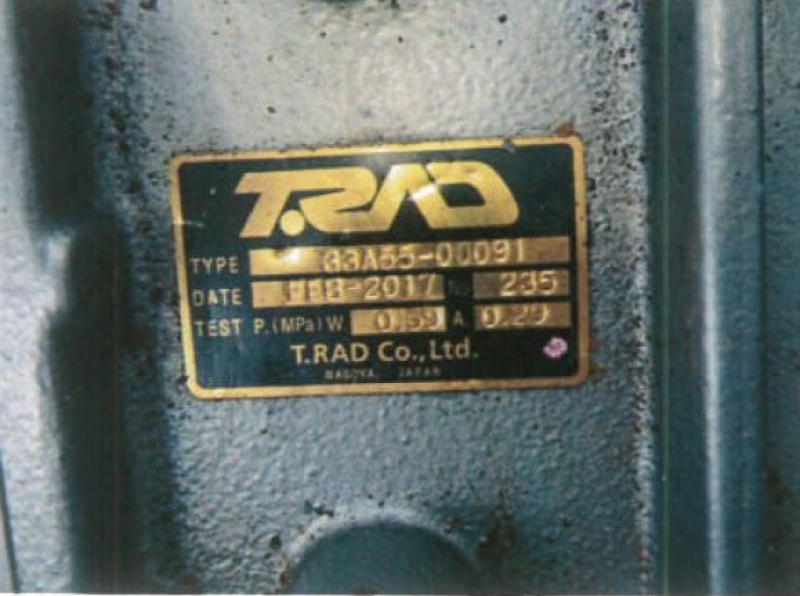 T.RAD
TYPE 33A55-00091
DATE FEB-2017 No 235
TEST P.(MPa) W 0.59 A 0.29
T.RAD Co.,Ltd.
NAGOYA, JAPAN